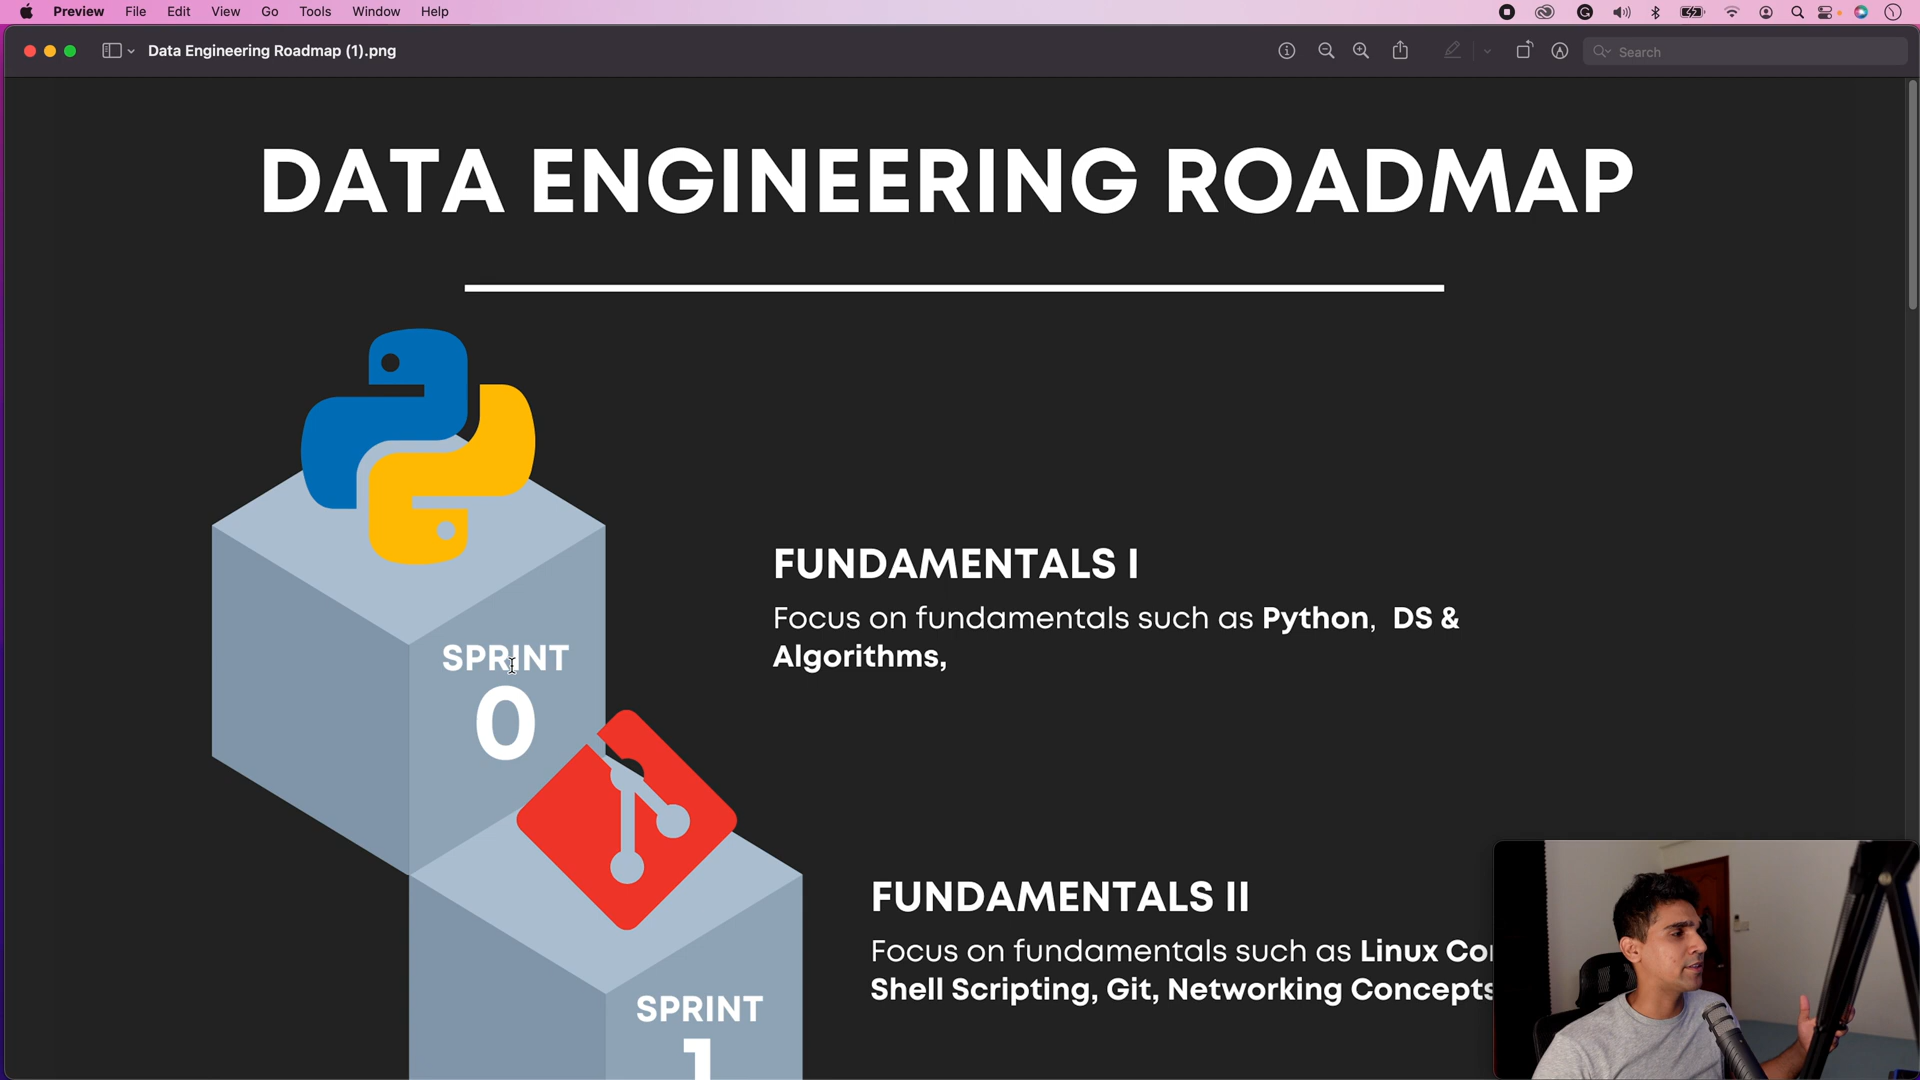 Preview File Edit View Go Tools Window Help
Data Engineering Roadmap (1).png
Search
DATA ENGINEERING ROADMAP
FUNDAMENTALS I
Focus on fundamentals such as Python, DS &
Algorithms,
SPRINT
0
FUNDAMENTALS II
Focus on fundamentals such as Linux
Shell Scripting, Git, Networking Concepts
SPRINT
1